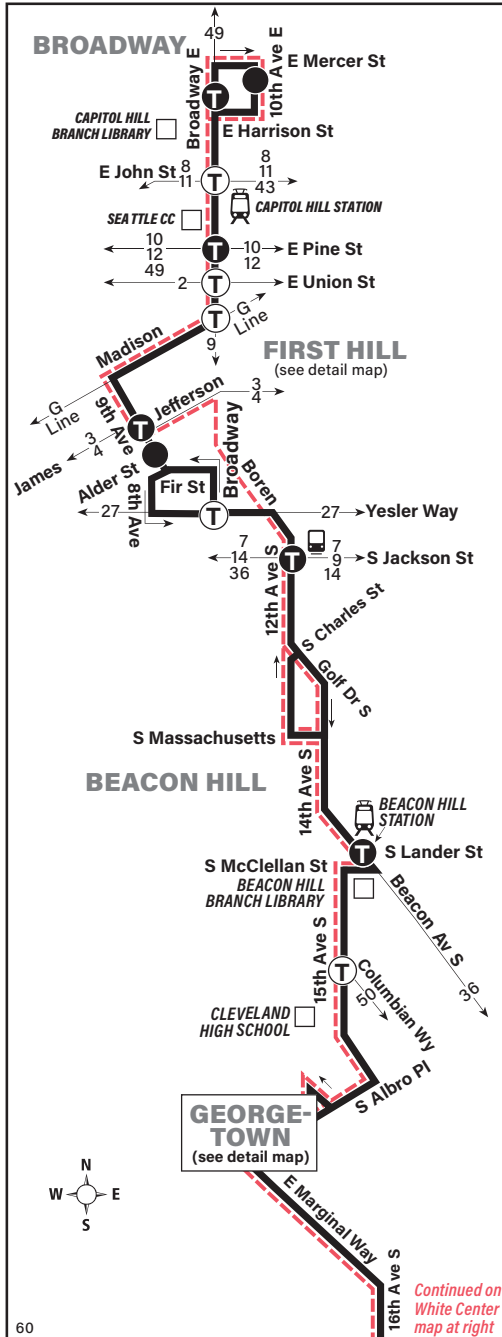 49
BROADWAY
E Mercer St
Broadway E
10th Ave E
T
CAPITOL HILL
BRANCH LIBRARY
E Harrison St
E John St
8
11
T
8
11
43
CAPITOL HILL STATION
SEATTLE CC
10
12
49
T
10
12
E Pine St
2
T
E Union St
T
G
Line
9
Madison
FIRST HILL
(see detail map)
G
Line
9th Ave
Jefferson
3
4
T
James
3
4
Broadway
Boren
Alder St
Fir St
8th Ave
27
T
27
Yesler Way
7
14
36
T
7
9
14
S Jackson St
12th Ave S
S Charles St
Golf Dr S
S Massachusetts
14th Ave S
BEACON HILL
BEACON HILL
STATION
T
S Lander St
S McClellan St
BEACON HILL
BRANCH LIBRARY
Beacon Av S
36
15th Ave S
T
Columbian Wy
50
CLEVELAND
HIGH SCHOOL
S Albro Pl
GEORGE-
TOWN
(see detail map)
N
W
E
S
E Marginal Way
16th Ave S
Continued on
White Center
map at right
60